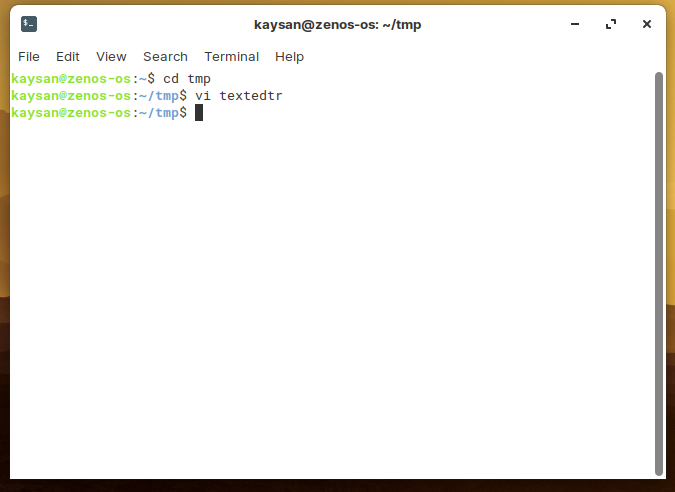 kaysan@zenos-os: ~/tmp
File Edit View Search Terminal Help
kaysan@zenos-os:~$ cd tmp
kaysan@zenos-os:~/tmp$ vi textedtr
kaysan@zenos-os:~/tmp$